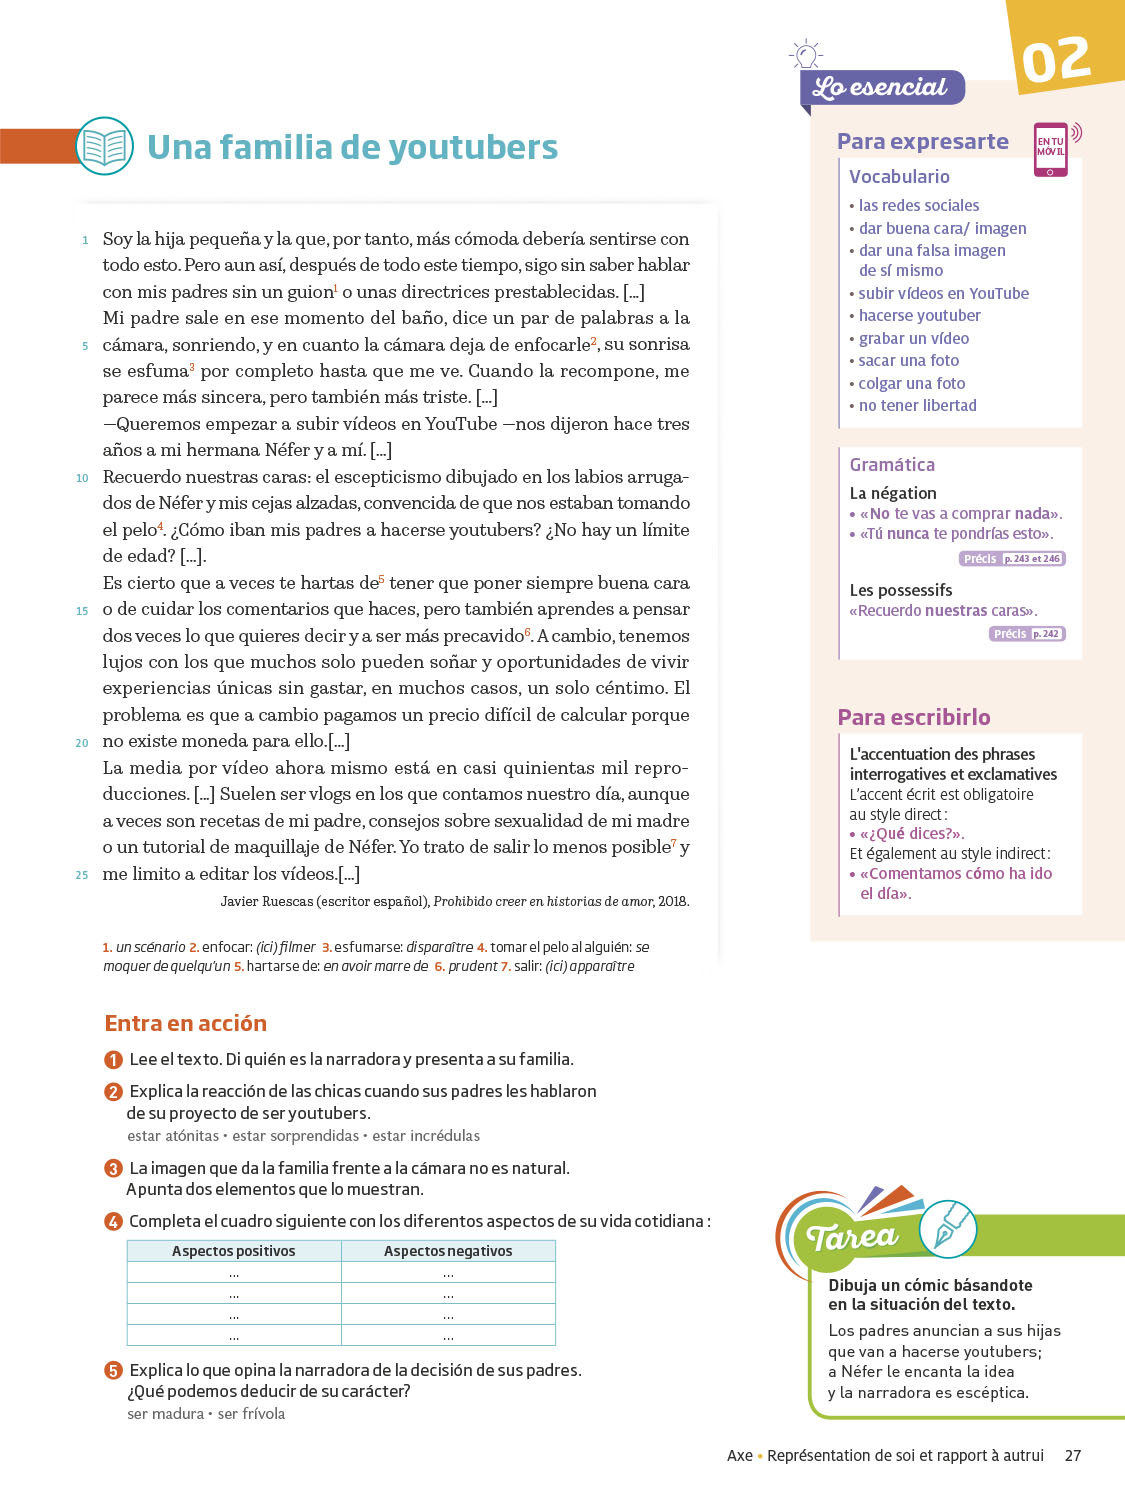 02
Lo esencial
Una familia de youtubers
1 Soy la hija pequeña y la que, por tanto, más cómoda debería sentirse con
todo esto. Pero aun así, después de todo este tiempo, sigo sin saber hablar
con mis padres sin un guion1 o unas directrices prestablecidas. [...]
Mi padre sale en ese momento del baño, dice un par de palabras a la
5 cámara, sonriendo, y en cuanto la cámara deja de enfocarle2, su sonrisa
se esfuma3 por completo hasta que me ve. Cuando la recompone, me
parece más sincera, pero también más triste. [...]
—Queremos empezar a subir vídeos en YouTube —nos dijeron hace tres
años a mi hermana Néfer y a mí. [...]
10 Recuerdo nuestras caras: el escepticismo dibujado en los labios arruga-
dos de Néfer y mis cejas alzadas, convencida de que nos estaban tomando
el pelo4. ¿Cómo iban mis padres a hacerse youtubers? ¿No hay un límite
de edad? [...].
Es cierto que a veces te hartas de5 tener que poner siempre buena cara
15 o de cuidar los comentarios que haces, pero también aprendes a pensar
dos veces lo que quieres decir y a ser más precavido6. A cambio, tenemos
lujos con los que muchos solo pueden soñar y oportunidades de vivir
experiencias únicas sin gastar, en muchos casos, un solo céntimo. El
problema es que a cambio pagamos un precio difícil de calcular porque
20 no existe moneda para ello.[...]
La media por vídeo ahora mismo está en casi quinientas mil repro-
ducciones. [...] Suelen ser vlogs en los que contamos nuestro día, aunque
a veces son recetas de mi padre, consejos sobre sexualidad de mi madre
o un tutorial de maquillaje de Néfer. Yo trato de salir lo menos posible7 y
25 me limito a editar los vídeos.[...]
Javier Ruescas (escritor español), Prohibido creer en historias de amor, 2018.
1. un scénario 2. enfocar: (ici) filmer 3. esfumarse: disparaître 4. tomar el pelo al alguién: se
moquer de quelqu'un 5. hartarse de: en avoir marre de 6. prudent 7. salir: (ici) apparaître
Entra en acción
1 Lee el texto. Di quién es la narradora y presenta a su familia.
2 Explica la reacción de las chicas cuando sus padres les hablaron
de su proyecto de ser youtubers.
estar atónitas • estar sorprendidas • estar incrédulas
3 La imagen que da la familia frente a la cámara no es natural.
Apunta dos elementos que lo muestran.
4 Completa el cuadro siguiente con los diferentos aspectos de su vida cotidiana :
Aspectos positivos Aspectos negativos
... ...
... ...
... ...
... ...
5 Explica lo que opina la narradora de la decisión de sus padres.
¿Qué podemos deducir de su carácter?
ser madura • ser frívola
Para expresarte
EN TU
MÓVIL
Vocabulario
• las redes sociales
• dar buena cara/ imagen
• dar una falsa imagen
de sí mismo
• subir vídeos en YouTube
• hacerse youtuber
• grabar un vídeo
• sacar una foto
• colgar una foto
• no tener libertad
Gramática
La négation
• «No te vas a comprar nada».
• «Tú nunca te pondrías esto».
Précis p. 243 et 246
Les possessifs
«Recuerdo nuestras caras».
Précis p. 242
Para escribirlo
L'accentuation des phrases
interrogatives et exclamatives
L'accent écrit est obligatoire
au style direct :
• «¿Qué dices?».
Et également au style indirect :
• «Comentamos cómo ha ido
el día».
Tarea
Dibuja un cómic básandote
en la situación del texto.
Los padres anuncian a sus hijas
que van a hacerse youtubers;
a Néfer le encanta la idea
y la narradora es escéptica.
Axe • Représentation de soi et rapport à autrui 27